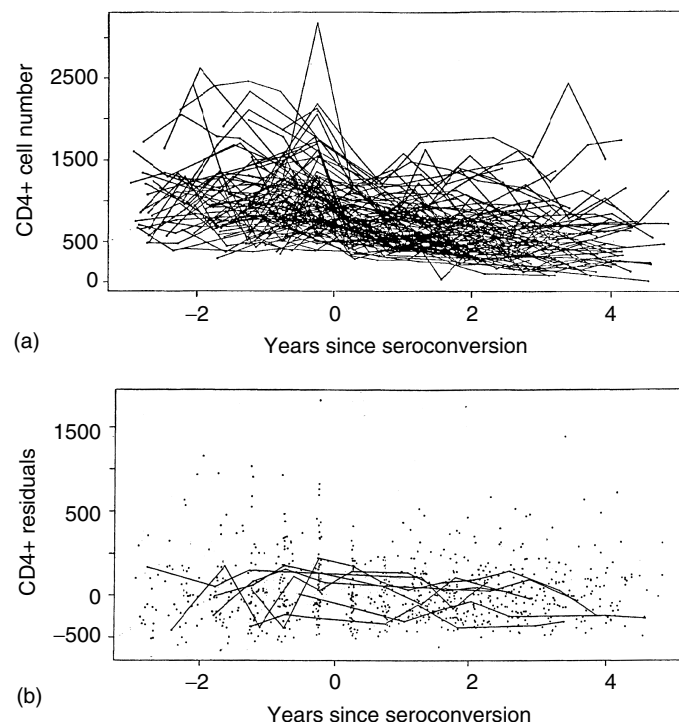 CD4+ cell number
2500
1500
500
0
−2 0 2 4
(a)
Years since seroconversion
CD4+ residuals
1500
500
0
−500
−2 0 2 4
(b)
Years since seroconversion